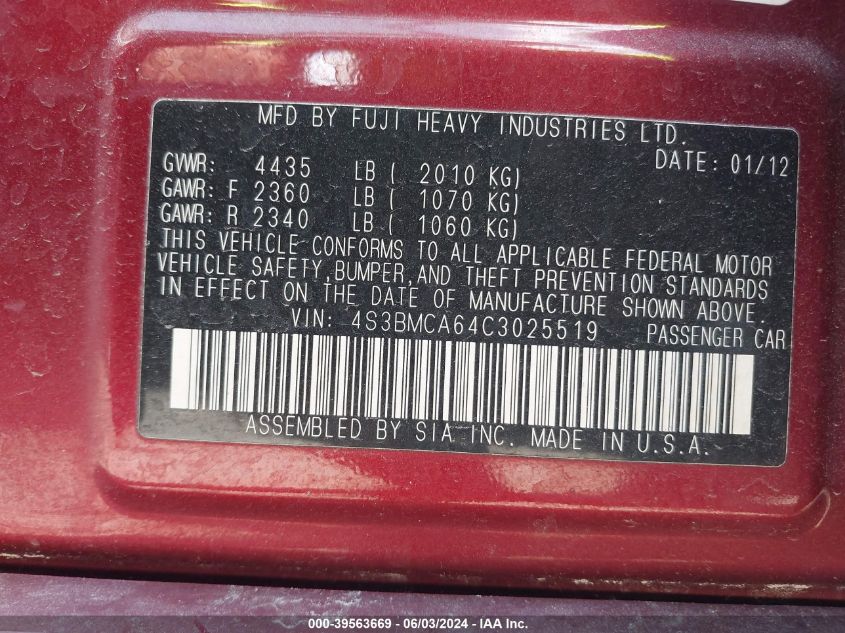 MFD BY FUJI HEAVY INDUSTRIES LTD.
DATE: 01/12
GVWR: 4435 LB ( 2010 KG)
GAWR: F 2360 LB ( 1070 KG)
GAWR: R 2340 LB ( 1060 KG)
THIS VEHICLE CONFORMS TO ALL APPLICABLE FEDERAL MOTOR
VEHICLE SAFETY,BUMPER,AND THEFT PREVENTION STANDARDS
IN EFFECT ON THE DATE OF MANUFACTURE SHOWN ABOVE.
VIN: 4S3BMCA64C3025519 PASSENGER CAR
ASSEMBLED BY SIA INC. MADE IN U.S.A.
000-39563669 - 06/03/2024 - IAA Inc.